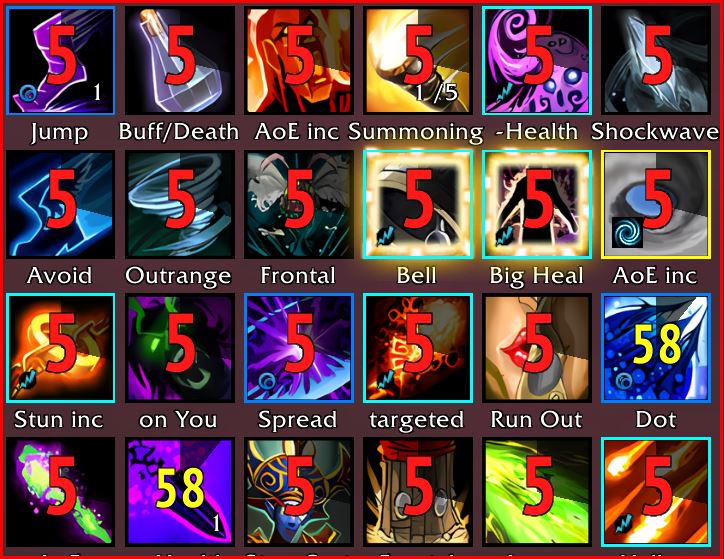 5 5 5 5 5 5
1 1/5
Jump Buff/Death AoE inc Summoning -Health Shockwave
5 5 5 5 5 5
Avoid Outrange Frontal Bell Big Heal AoE inc
5 5 5 5 5 58
Stun inc on You Spread targeted Run Out Dot
5 58 5 5 5 5
1